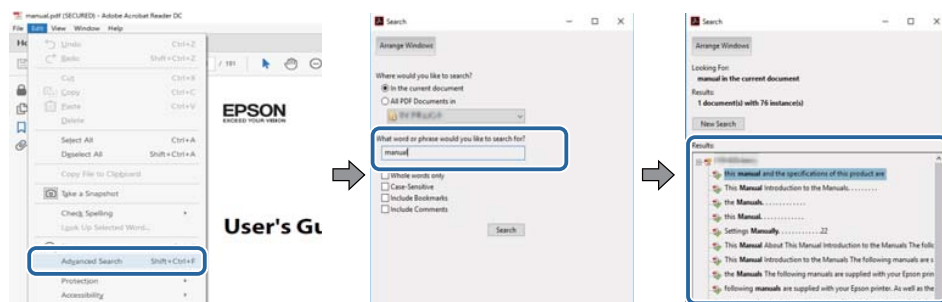 manual.pdf (SECURED) - Adobe Acrobat Reader DC
File Edit View Window Help
Undo Ctrl+Z
Redo Shift+Ctrl+Z
Cut Ctrl+X
Copy Ctrl+C
Paste Ctrl+V
Delete
Select All Ctrl+A
Deselect All Shift+Ctrl+A
Copy File to Clipboard
Take a Snapshot
Check Spelling
Look Up Selected Word...
Advanced Search Shift+Ctrl+F
Protection
Accessibility
/ 191
EPSON
EXCEED YOUR VISION
User's Gu
Search
Arrange Windows
Where would you like to search?
In the current document
All PDF Documents in
What word or phrase would you like to search for?
manual
Whole words only
Case-Sensitive
Include Bookmarks
Include Comments
Search
Search
Arrange Windows
Looking For:
manual in the current document
Results:
1 document(s) with 76 instance(s)
New Search
Results:
this manual and the specifications of this product are
This Manual Introduction to the Manuals. . . . . . . . .
the Manuals. . . . . . . . . . . . .
this Manual. . . . . . . . . . . . .
Settings Manually. . . . . . . . . . . . .22
This Manual About This Manual Introduction to the Manuals The follo
This Manual Introduction to the Manuals The following manuals are s
the Manuals The following manuals are supplied with your Epson prin
following manuals are supplied with your Epson printer. As well as the